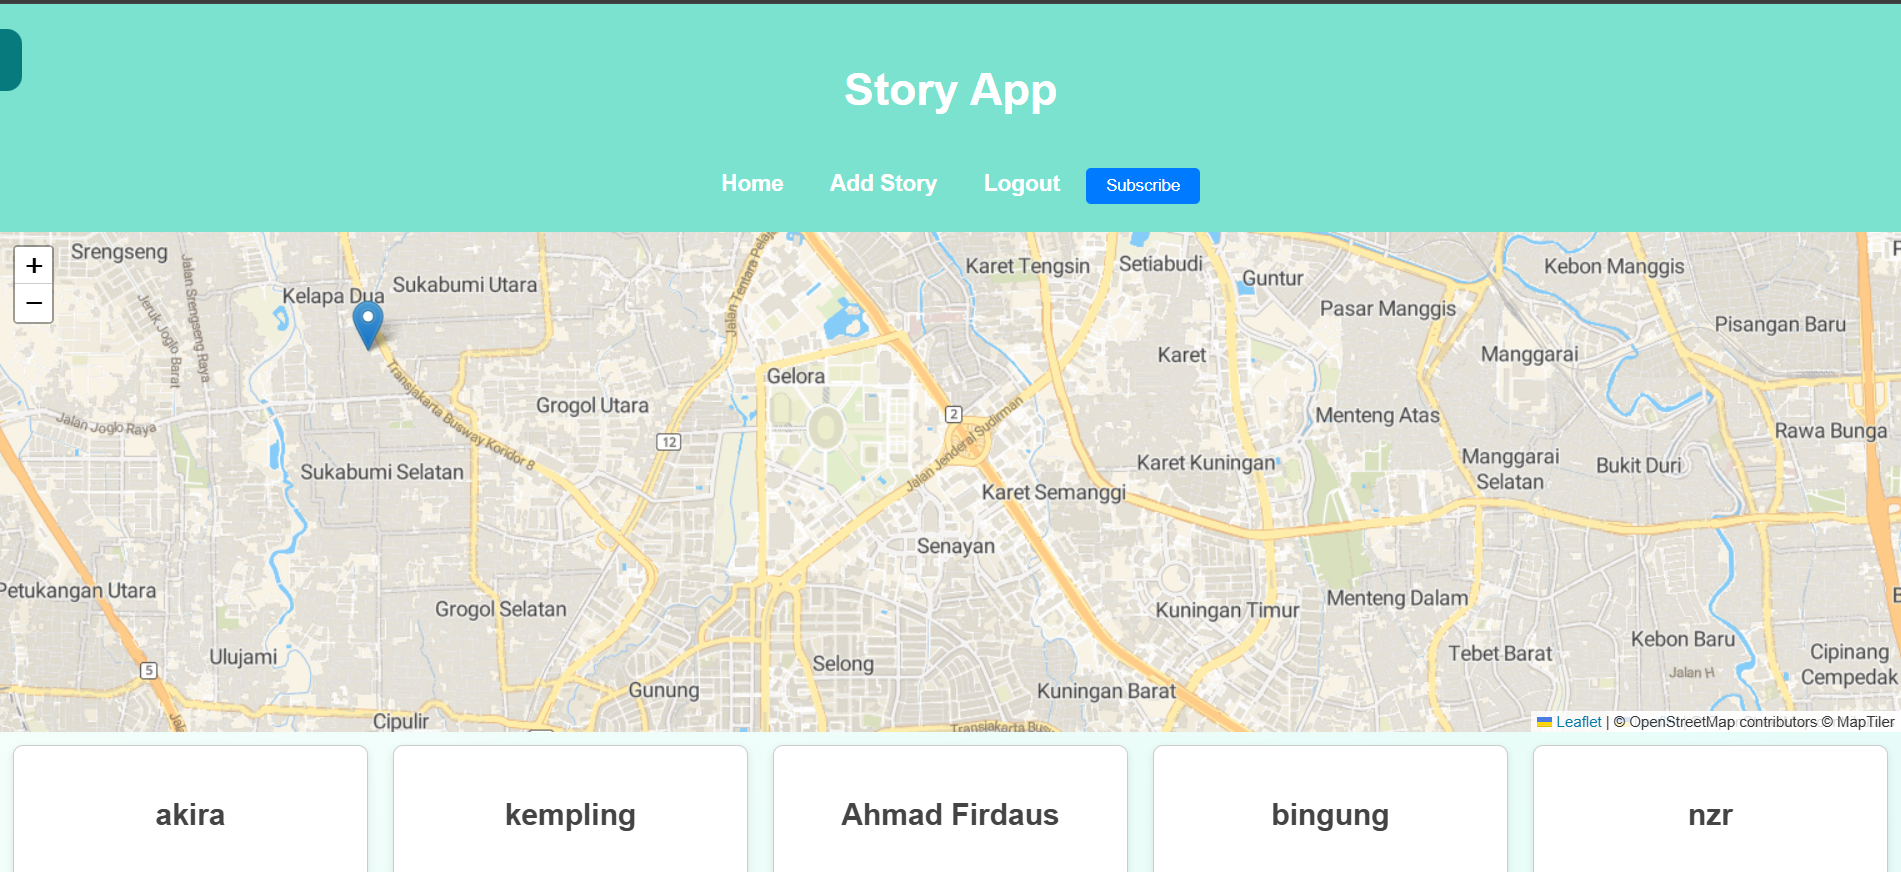 Story App
Home Add Story Logout Subscribe
+
−
Srengseng
Jalan Srengseng Raya
Jeruk Joglo Barat
Kelapa Dua
Sukabumi Utara
Karet Tengsin
Setiabudi
Guntur
Kebon Manggis
Pasar Manggis
Pisangan Baru
Karet
Manggarai
Gelora
Grogol Utara
Transjakarta Busway Koridor 8
Jalan Joglo Raya
2
12
Jalan Jenderal Sudirman
Menteng Atas
Rawa Bunga
Sukabumi Selatan
Karet Kuningan
Manggarai
Selatan
Bukit Duri
Karet Semanggi
Senayan
Petukangan Utara
Grogol Selatan
Kuningan Timur
Menteng Dalam
Kebon Baru
Ulujami
5
Selong
Tebet Barat
Cipinang
Cempedak
Jalan H
Gunung
Kuningan Barat
Cipulir
Transjakarta Bus
Leaflet | © OpenStreetMap contributors © MapTiler
akira
kempling
Ahmad Firdaus
bingung
nzr